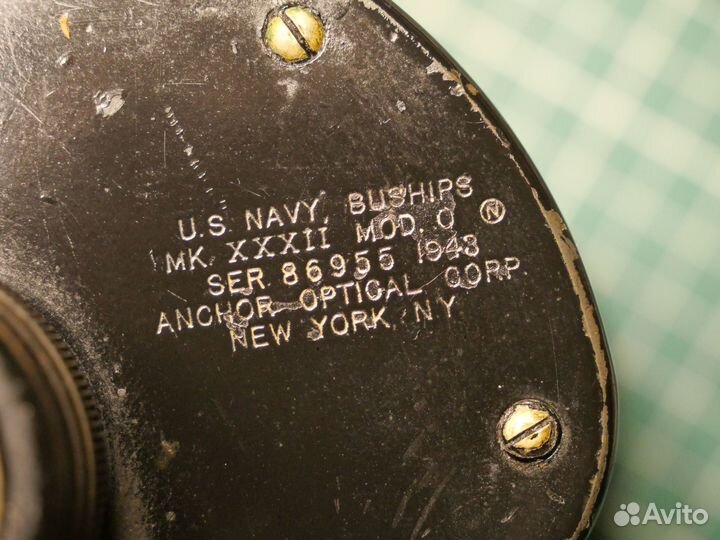 U.S. NAVY, BUSHIPS
MK. XXXII MOD. 0 N
SER. 86955 1943
ANCHOR OPTICAL CORP.
NEW YORK, N.Y.
Avito